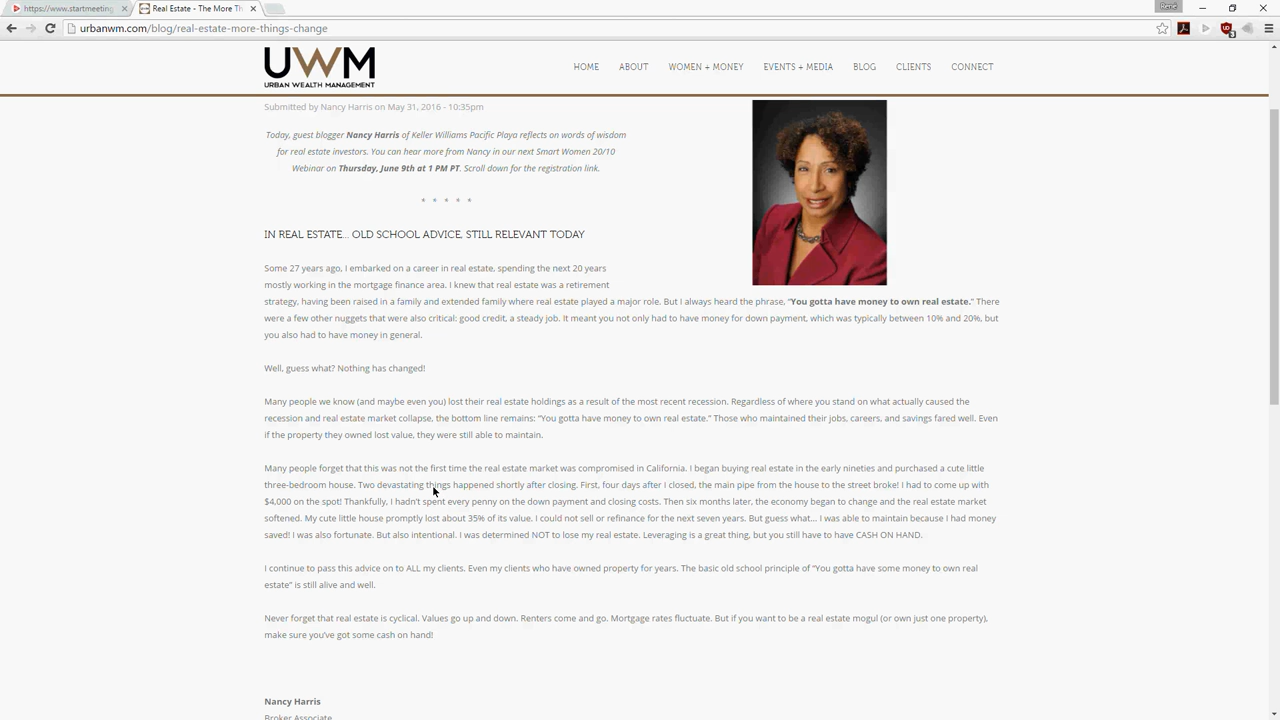 https://www.startmeeting
Real Estate - The More Th
René
urbanwm.com/blog/real-estate-more-things-change
UWM
URBAN WEALTH MANAGEMENT
HOME ABOUT WOMEN + MONEY EVENTS + MEDIA BLOG CLIENTS CONNECT
Submitted by Nancy Harris on May 31, 2016 - 10:35pm
Today, guest blogger Nancy Harris of Keller Williams Pacific Playa reflects on words of wisdom
for real estate investors. You can hear more from Nancy in our next Smart Women 20/10
Webinar on Thursday, June 9th at 1 PM PT. Scroll down for the registration link.
* * * * *
IN REAL ESTATE... OLD SCHOOL ADVICE, STILL RELEVANT TODAY
Some 27 years ago, I embarked on a career in real estate, spending the next 20 years
mostly working in the mortgage finance area. I knew that real estate was a retirement
strategy, having been raised in a family and extended family where real estate played a major role. But I always heard the phrase, “You gotta have money to own real estate.” There
were a few other nuggets that were also critical: good credit, a steady job. It meant you not only had to have money for down payment, which was typically between 10% and 20%, but
you also had to have money in general.
Well, guess what? Nothing has changed!
Many people we know (and maybe even you) lost their real estate holdings as a result of the most recent recession. Regardless of where you stand on what actually caused the
recession and real estate market collapse, the bottom line remains: “You gotta have money to own real estate.” Those who maintained their jobs, careers, and savings fared well. Even
if the property they owned lost value, they were still able to maintain.
Many people forget that this was not the first time the real estate market was compromised in California. I began buying real estate in the early nineties and purchased a cute little
three-bedroom house. Two devastating things happened shortly after closing. First, four days after I closed, the main pipe from the house to the street broke! I had to come up with
$4,000 on the spot! Thankfully, I hadn’t spent every penny on the down payment and closing costs. Then six months later, the economy began to change and the real estate market
softened. My cute little house promptly lost about 35% of its value. I could not sell or refinance for the next seven years. But guess what… I was able to maintain because I had money
saved! I was also fortunate. But also intentional. I was determined NOT to lose my real estate. Leveraging is a great thing, but you still have to have CASH ON HAND.
I continue to pass this advice on to ALL my clients. Even my clients who have owned property for years. The basic old school principle of “You gotta have some money to own real
estate” is still alive and well.
Never forget that real estate is cyclical. Values go up and down. Renters come and go. Mortgage rates fluctuate. But if you want to be a real estate mogul (or own just one property),
make sure you’ve got some cash on hand!
Nancy Harris
Broker Associate